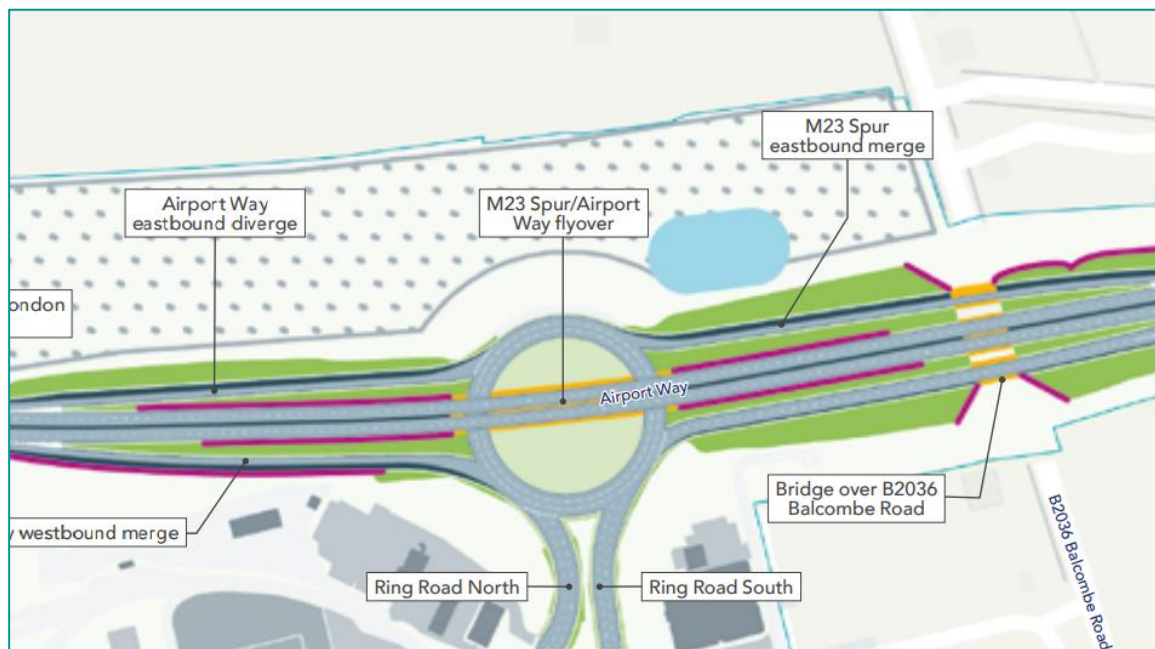 M23 Spur
eastbound merge
Airport Way
eastbound diverge
M23 Spur/Airport
Way flyover
ondon
Airport Way
Bridge over B2036
Balcombe Road
y westbound merge
Ring Road North
Ring Road South
B2036 Balcombe Road